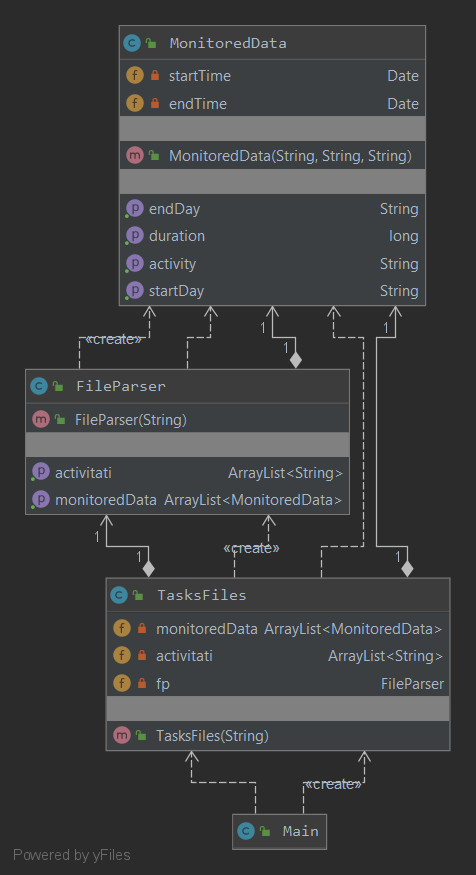 MonitoredData
startTime Date
endTime Date
MonitoredData(String, String, String)
endDay String
duration long
activity String
startDay String
1 1
«create» 1
FileParser
FileParser(String)
activitati ArrayList<String>
monitoredData ArrayList<MonitoredData>
1 «create» 1
1
TasksFiles
monitoredData ArrayList<MonitoredData>
activitati ArrayList<String>
fp FileParser
TasksFiles(String)
«create»
Main
Powered by yFiles